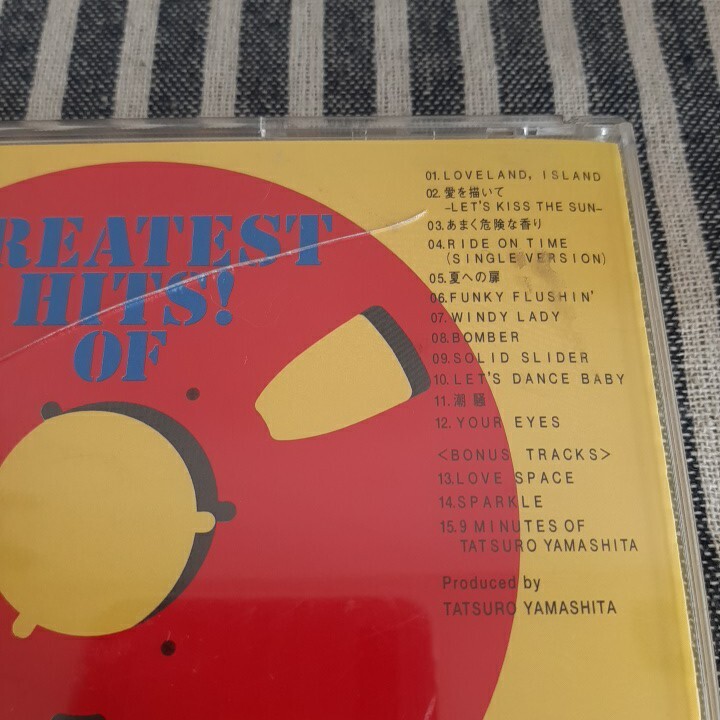 REATEST
HITS!
OF
01.LOVELAND, ISLAND
02.愛を描いて
-LET'S KISS THE SUN-
03.あまく危険な香り
04.RIDE ON TIME
(SINGLE VERSION)
05.夏への扉
06.FUNKY FLUSHIN'
07.WINDY LADY
08.BOMBER
09.SOLID SLIDER
10.LET'S DANCE BABY
11.潮騒
12.YOUR EYES
<BONUS TRACKS>
13.LOVE SPACE
14.SPARKLE
15.9 MINUTES OF
TATSURO YAMASHITA
Produced by
TATSURO YAMASHITA